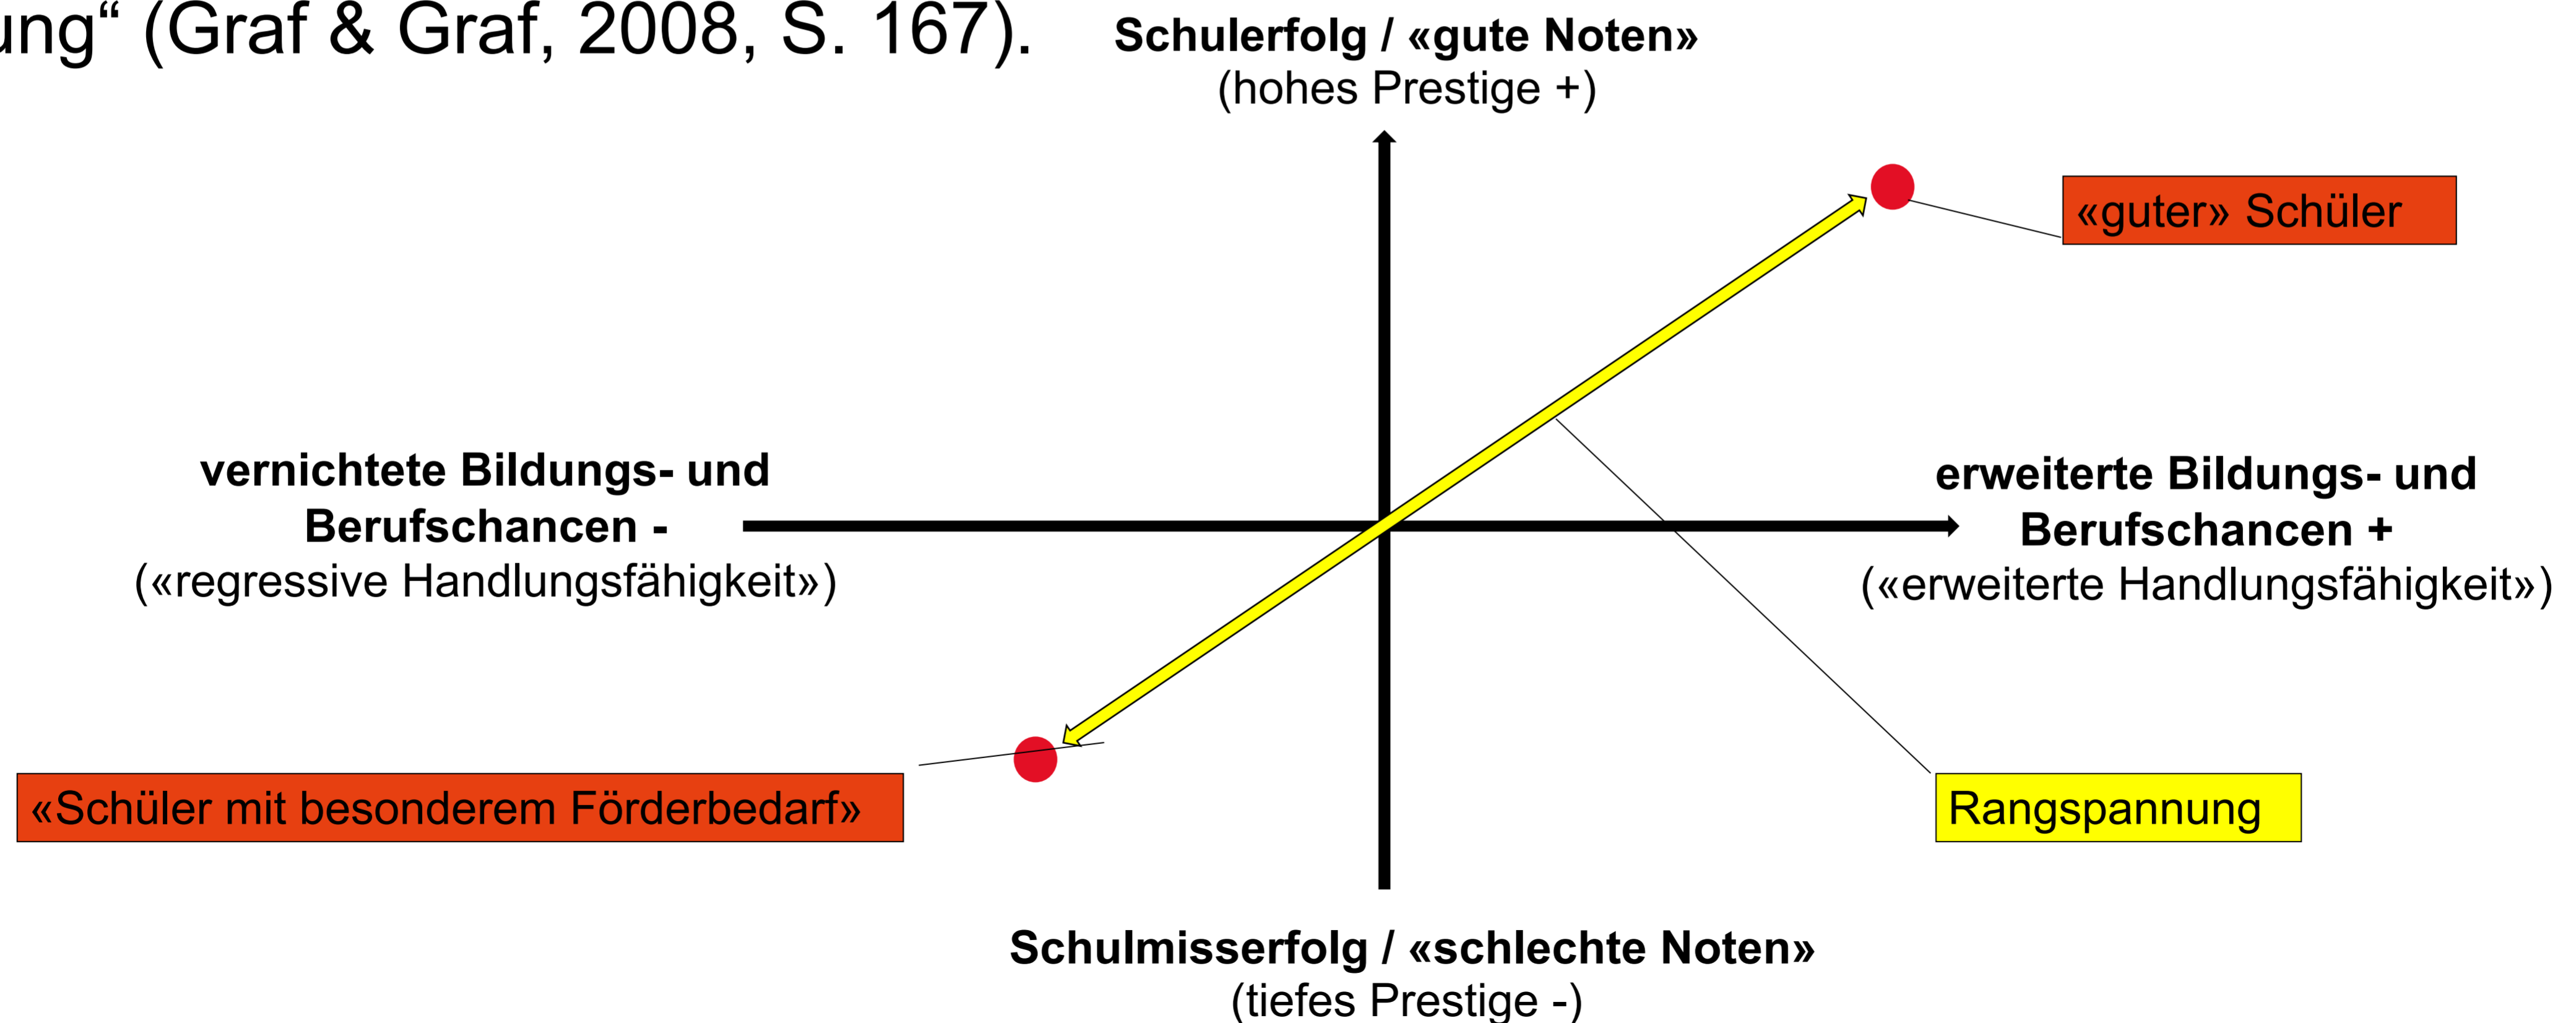 ung“ (Graf & Graf, 2008, S. 167).
Schulerfolg / «gute Noten»
(hohes Prestige +)
«guter» Schüler
vernichtete Bildungs- und
Berufschancen -
(«regressive Handlungsfähigkeit»)
erweiterte Bildungs- und
Berufschancen +
(«erweiterte Handlungsfähigkeit»)
«Schüler mit besonderem Förderbedarf»
Rangspannung
Schulmisserfolg / «schlechte Noten»
(tiefes Prestige -)